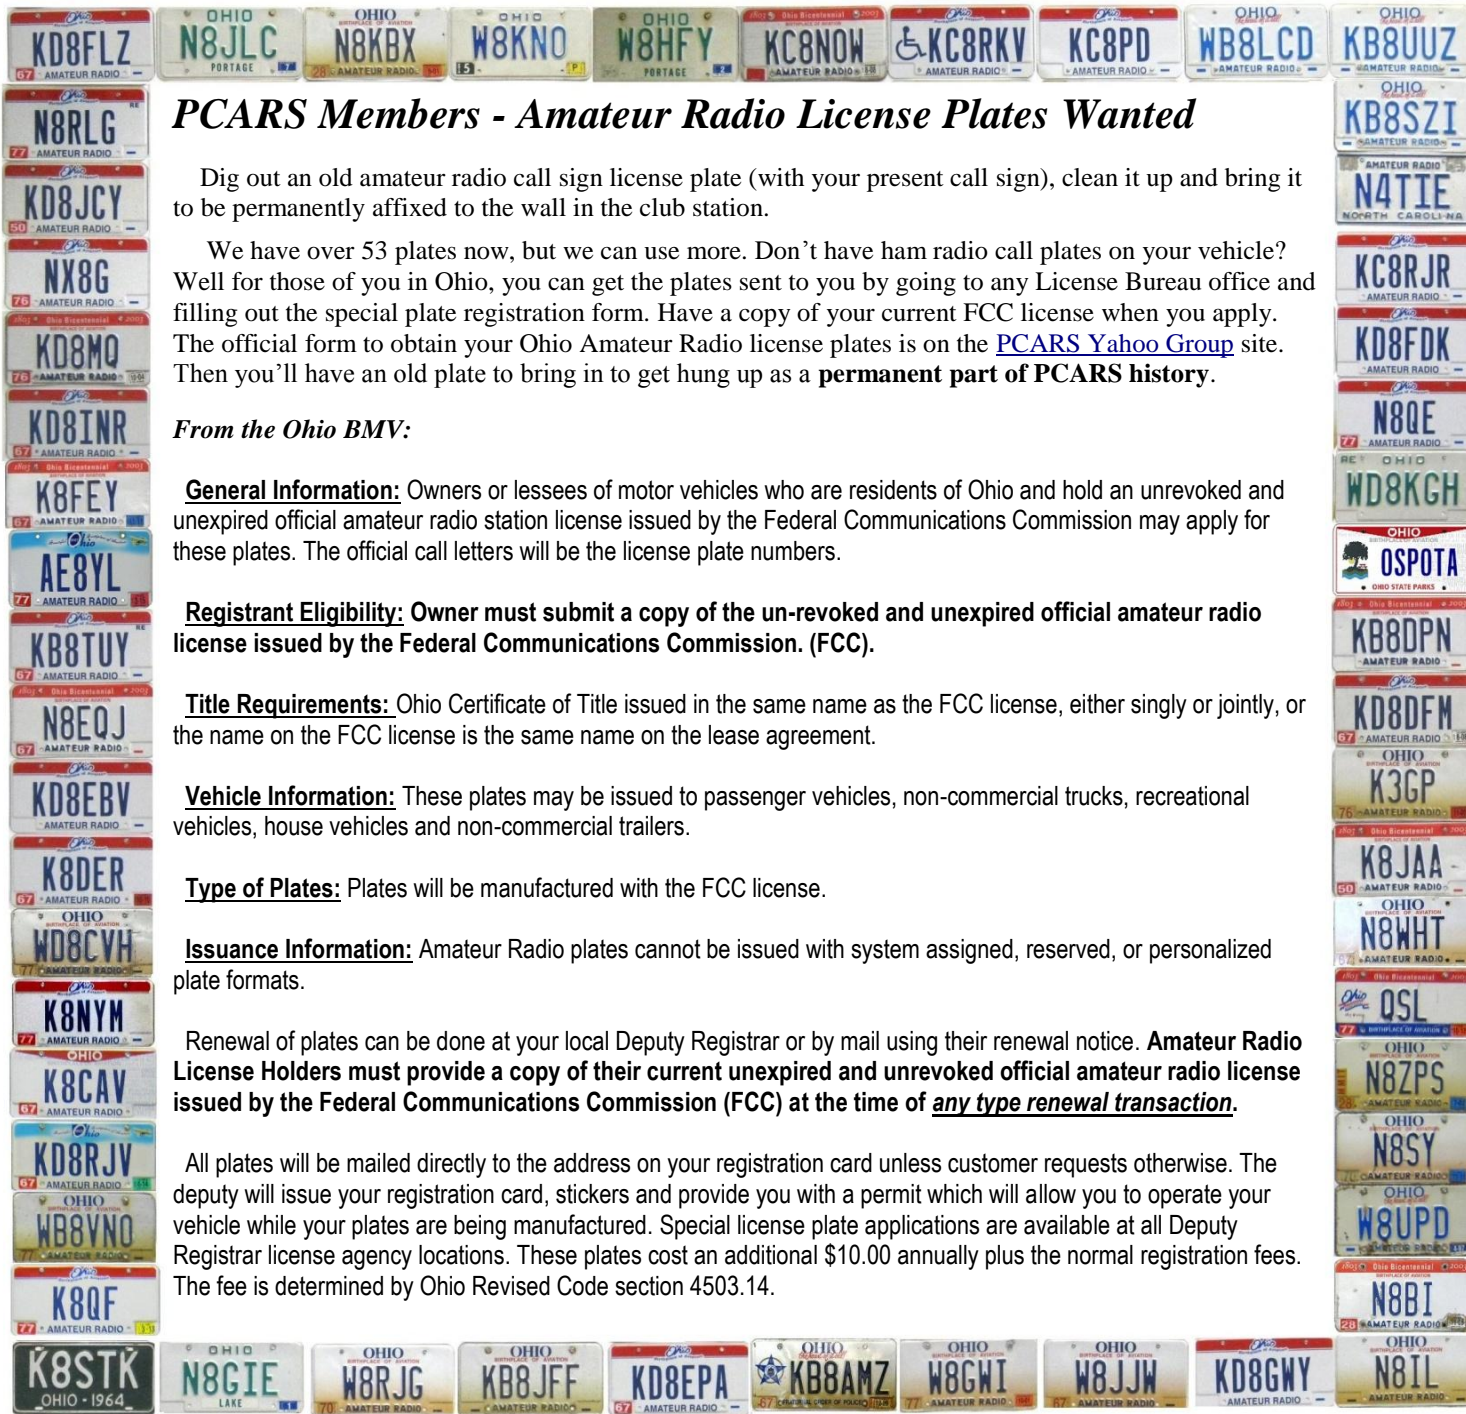 KD8FLZ
N8JLC
N8KBX
W8KNO
W8HFY
KC8NOW
KC8RKV
KC8PD
WB8LCD
KB8UUZ
PCARS Members - Amateur Radio License Plates Wanted
Dig out an old amateur radio call sign license plate (with your present call sign), clean it up and bring it
to be permanently affixed to the wall in the club station.
We have over 53 plates now, but we can use more. Don’t have ham radio call plates on your vehicle?
Well for those of you in Ohio, you can get the plates sent to you by going to any License Bureau office and
filling out the special plate registration form. Have a copy of your current FCC license when you apply.
The official form to obtain your Ohio Amateur Radio license plates is on the PCARS Yahoo Group site.
Then you’ll have an old plate to bring in to get hung up as a permanent part of PCARS history.
From the Ohio BMV:
General Information: Owners or lessees of motor vehicles who are residents of Ohio and hold an unrevoked and
unexpired official amateur radio station license issued by the Federal Communications Commission may apply for
these plates. The official call letters will be the license plate numbers.
Registrant Eligibility: Owner must submit a copy of the un-revoked and unexpired official amateur radio
license issued by the Federal Communications Commission. (FCC).
Title Requirements: Ohio Certificate of Title issued in the same name as the FCC license, either singly or jointly, or
the name on the FCC license is the same name on the lease agreement.
Vehicle Information: These plates may be issued to passenger vehicles, non-commercial trucks, recreational
vehicles, house vehicles and non-commercial trailers.
Type of Plates: Plates will be manufactured with the FCC license.
Issuance Information: Amateur Radio plates cannot be issued with system assigned, reserved, or personalized
plate formats.
Renewal of plates can be done at your local Deputy Registrar or by mail using their renewal notice. Amateur Radio
License Holders must provide a copy of their current unexpired and unrevoked official amateur radio license
issued by the Federal Communications Commission (FCC) at the time of any type renewal transaction.
All plates will be mailed directly to the address on your registration card unless customer requests otherwise. The
deputy will issue your registration card, stickers and provide you with a permit which will allow you to operate your
vehicle while your plates are being manufactured. Special license plate applications are available at all Deputy
Registrar license agency locations. These plates cost an additional $10.00 annually plus the normal registration fees.
The fee is determined by Ohio Revised Code section 4503.14.
N8RLG
KD8JCY
NX8G
KD8MQ
KD8INR
K8FEY
AE8YL
KB8TUY
N8EQJ
KD8EBV
K8DER
WD8CVH
K8NYM
K8CAV
KD8RJV
WB8VNO
K8QF
KB8SZI
AMATEUR RADIO
N4TIE
NORTH CAROLINA
KC8RJR
KD8FDK
N8QE
WD8KGH
OHIO
OSPOTA
OHIO STATE PARKS
KB8DPN
KD8DFM
K3GP
K8JAA
N8WHT
QSL
N8ZPS
N8SY
W8UPD
N8BI
K8STK
OHIO • 1964
N8GIE
LAKE
W8RJG
KB8JFF
KD8EPA
KB8AMZ
W8GWI
W8JJW
KD8GWY
N8IL